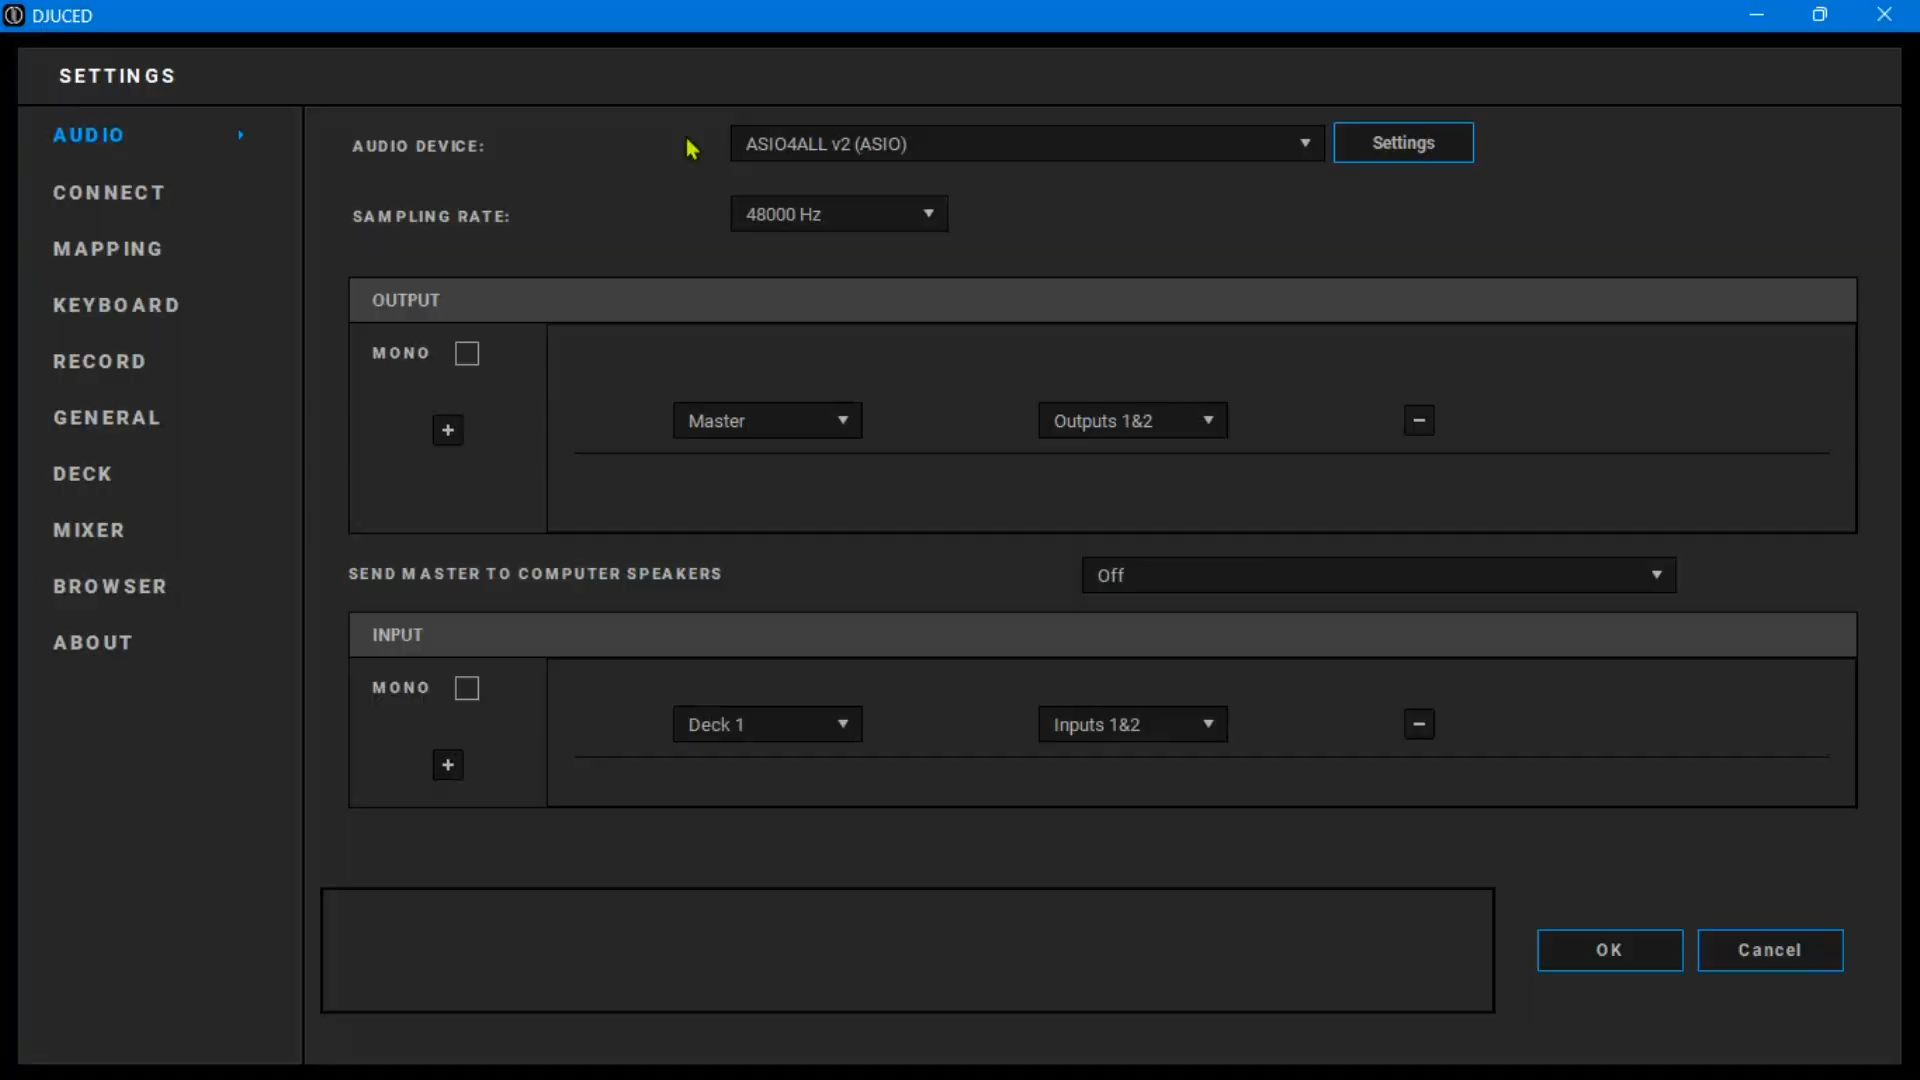 DJUCED
SETTINGS
AUDIO
CONNECT
MAPPING
KEYBOARD
RECORD
GENERAL
DECK
MIXER
BROWSER
ABOUT
AUDIO DEVICE:
ASIO4ALL v2 (ASIO)
Settings
SAMPLING RATE:
48000 Hz
OUTPUT
MONO
+
Master
Outputs 1&2
−
SEND MASTER TO COMPUTER SPEAKERS
Off
INPUT
MONO
+
Deck 1
Inputs 1&2
−
OK
Cancel